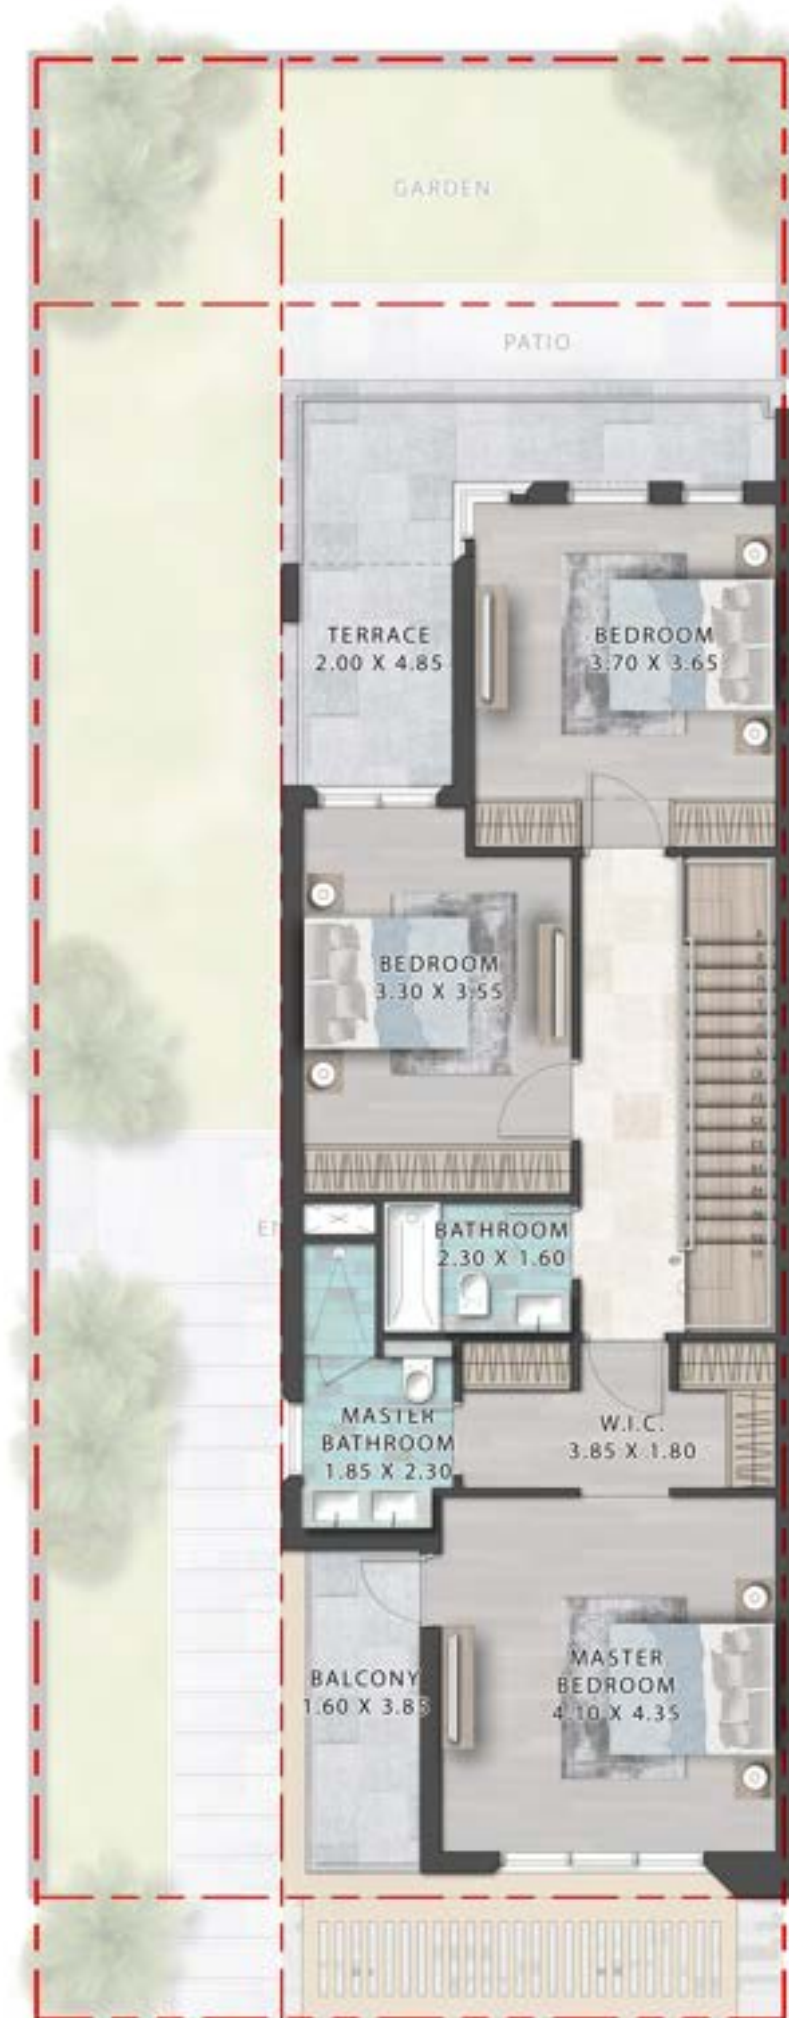 GARDEN
PATIO
TERRACE
2.00 X 4.85
BEDROOM
3.70 X 3.65
BEDROOM
3.30 X 3.55
BATHROOM
2.30 X 1.60
MASTER
BATHROOM
1.85 X 2.30
W.I.C.
3.85 X 1.80
BALCONY
1.60 X 3.85
MASTER
BEDROOM
4.10 X 4.35